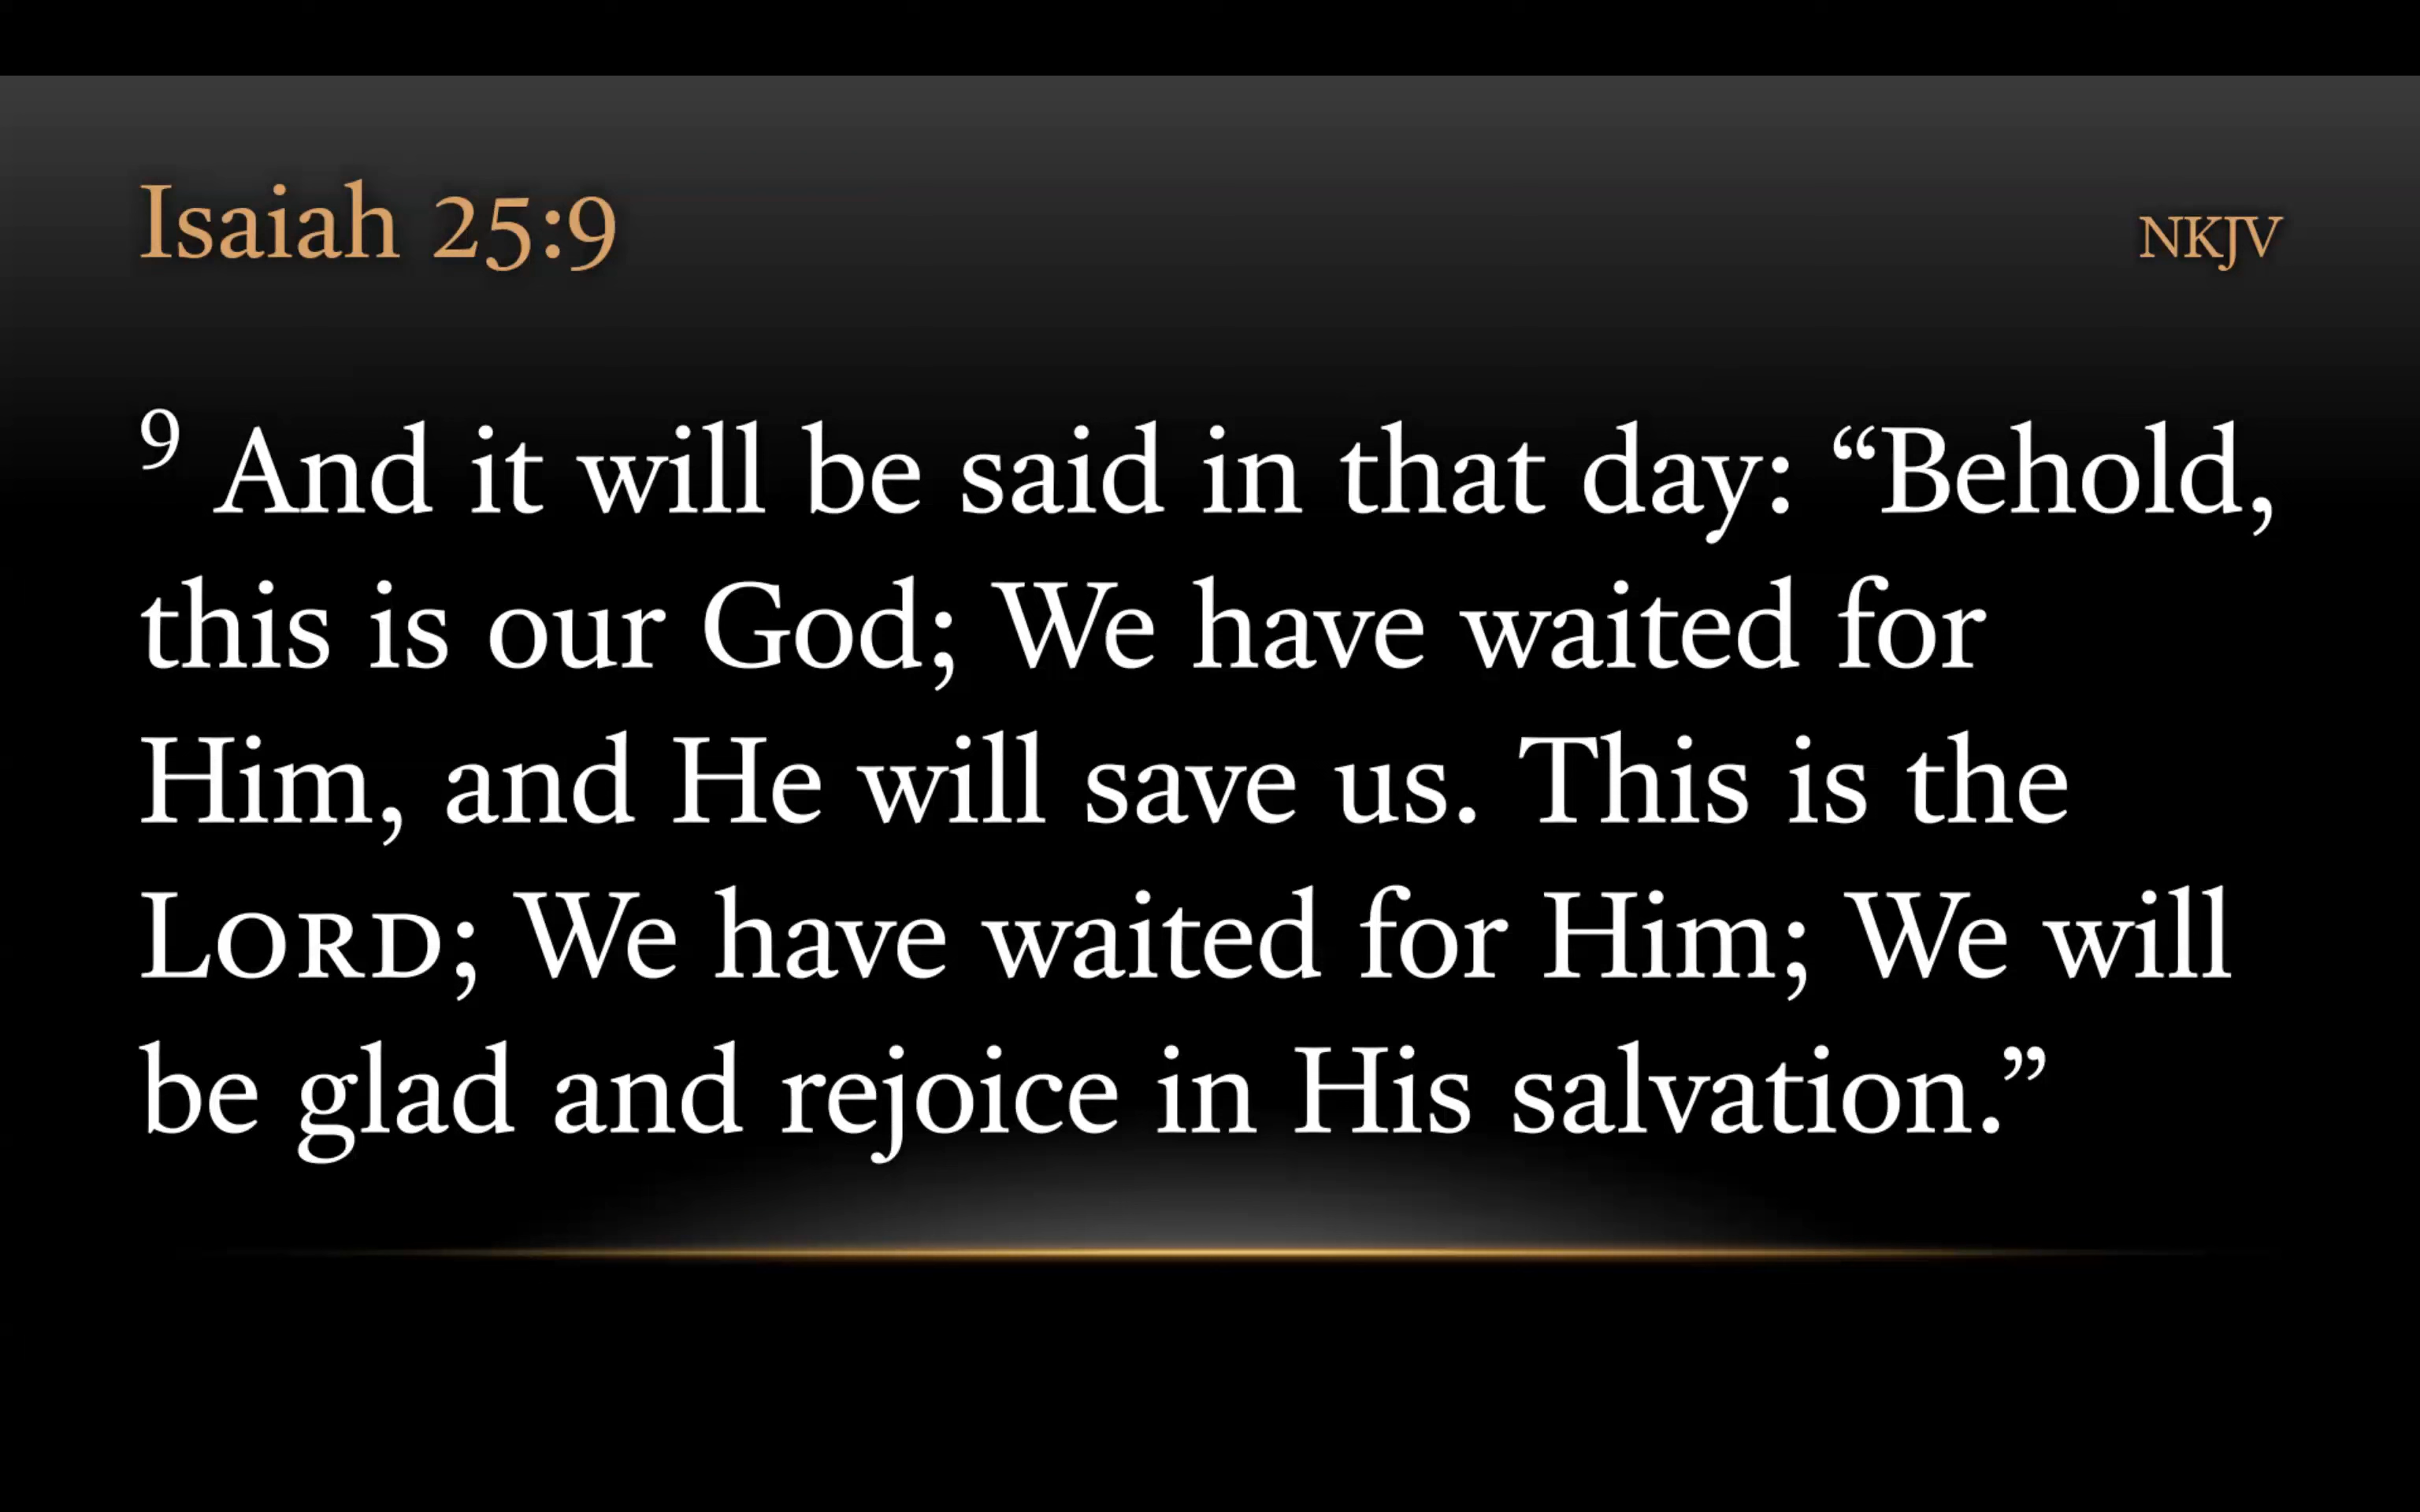 Isaiah 25:9 NKJV
9 And it will be said in that day: “Behold,
this is our God; We have waited for
Him, and He will save us. This is the
LORD; We have waited for Him; We will
be glad and rejoice in His salvation.”